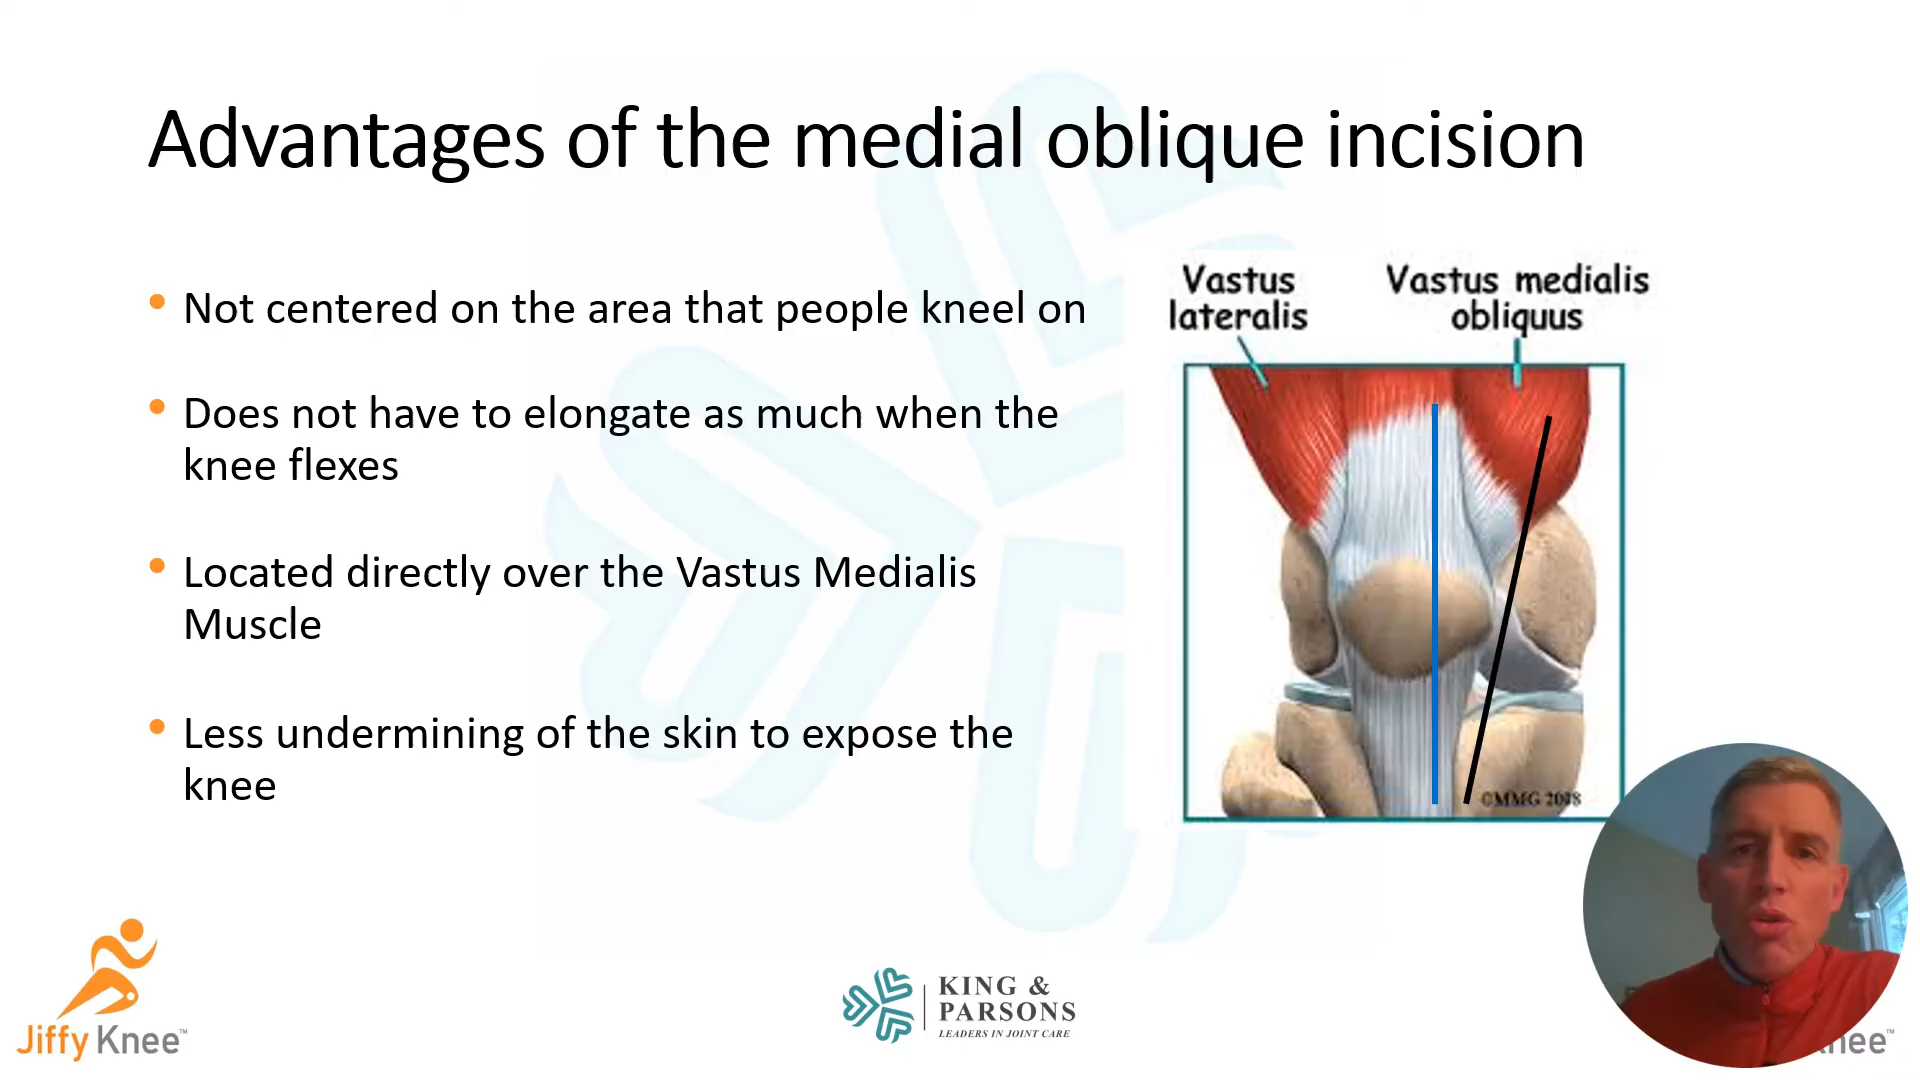 Advantages of the medial oblique incision
• Not centered on the area that people kneel on
• Does not have to elongate as much when the
knee flexes
• Located directly over the Vastus Medialis
Muscle
• Less undermining of the skin to expose the
knee
Vastus
lateralis
Vastus medialis
obliquus
©MMG 2008
Jiffy Knee™
KING &
PARSONS
LEADERS IN JOINT CARE